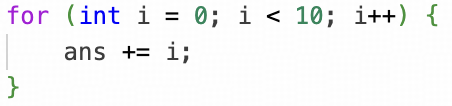 for (int i = 0; i < 10; i++) {
    ans += i;
}